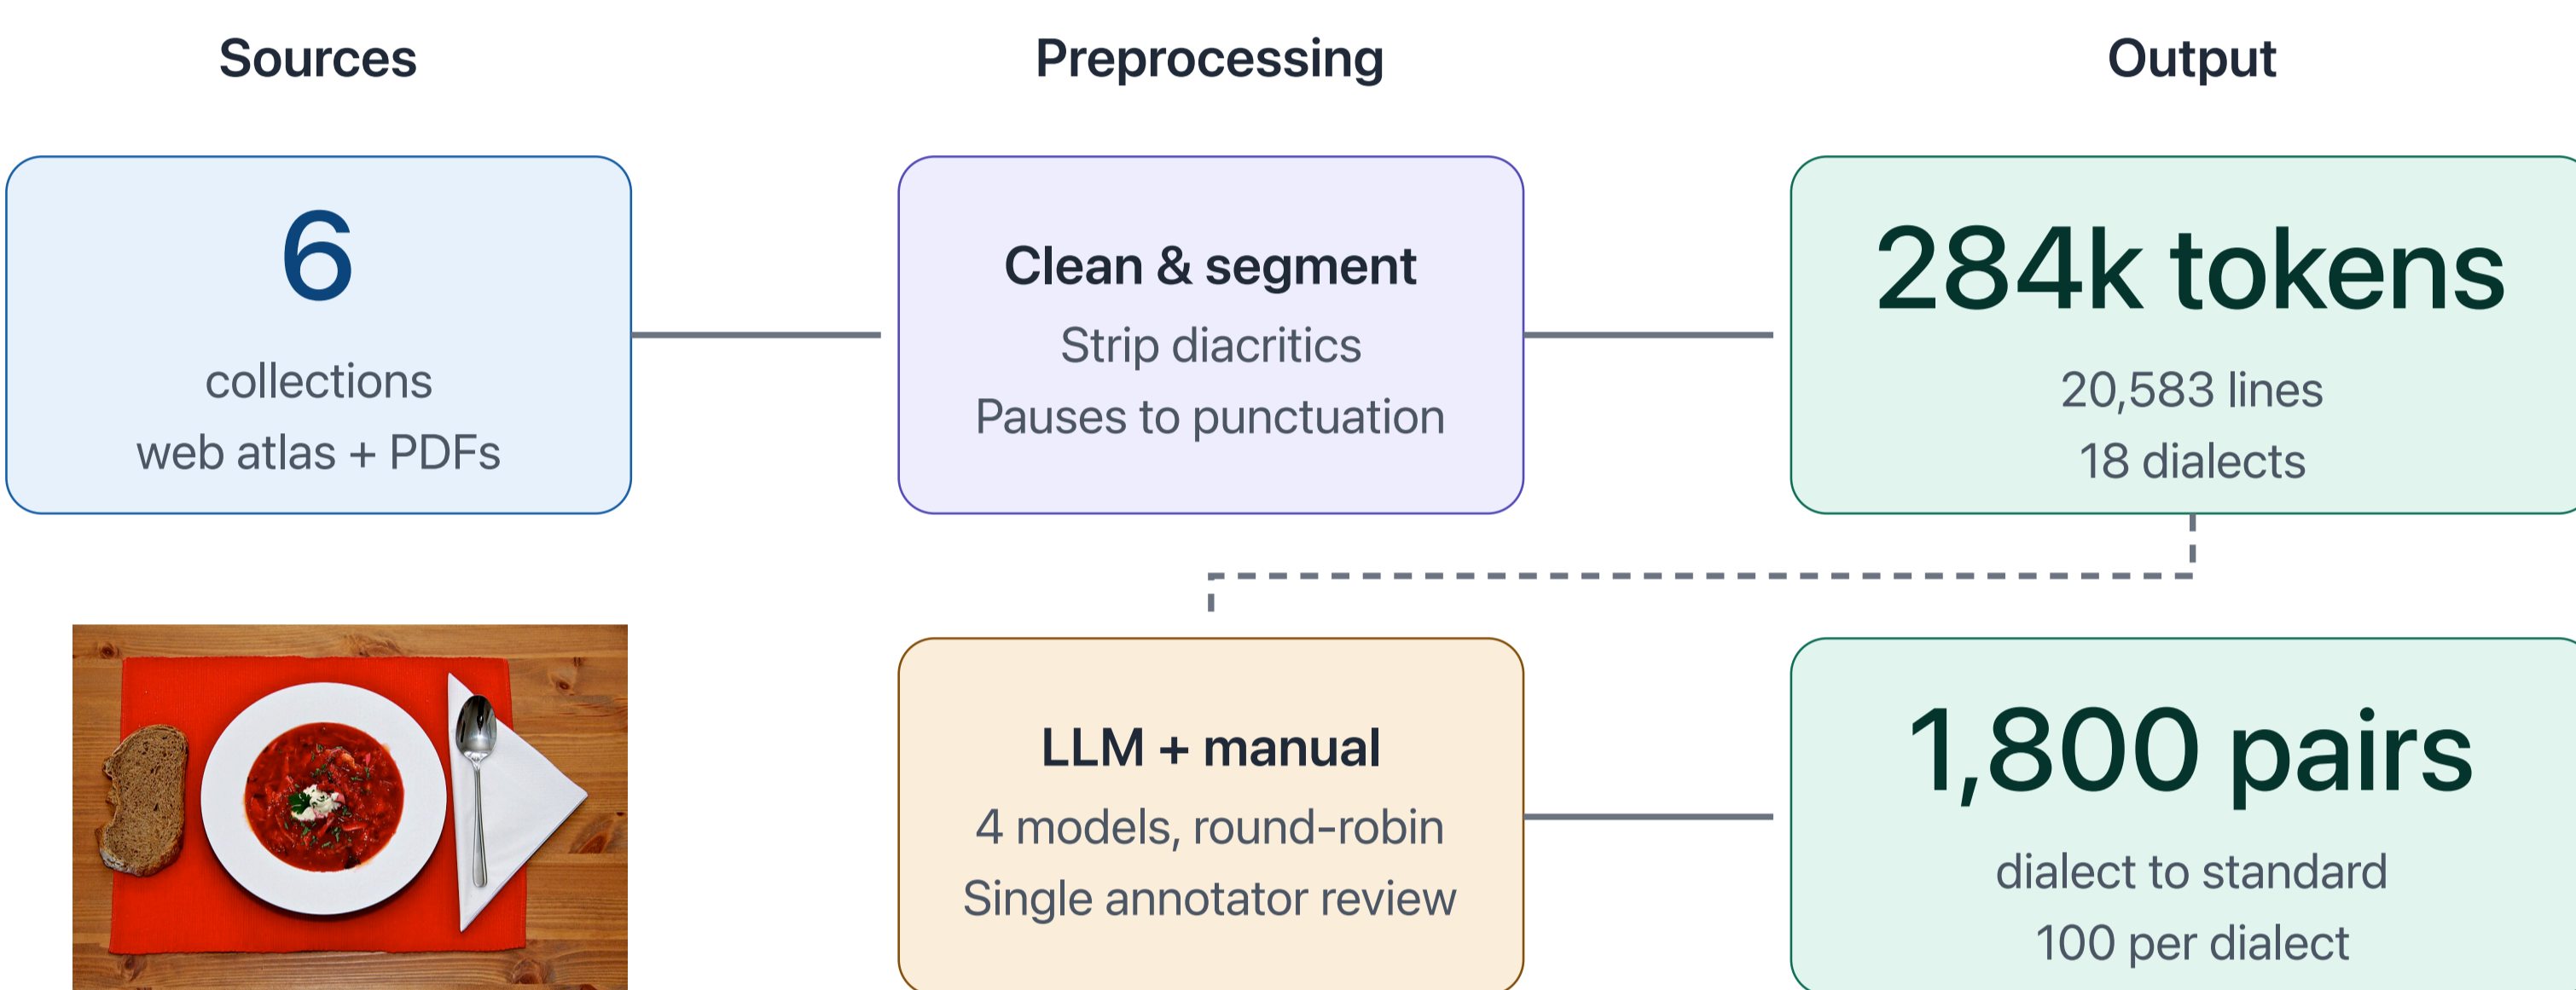 Sources
Preprocessing
Output
6
collections
web atlas + PDFs
Clean & segment
Strip diacritics
Pauses to punctuation
284k tokens
20,583 lines
18 dialects
LLM + manual
4 models, round-robin
Single annotator review
1,800 pairs
dialect to standard
100 per dialect